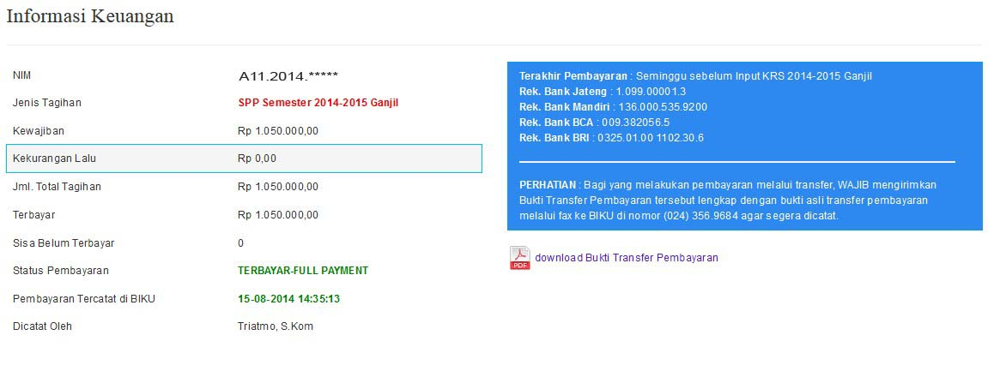 Informasi Keuangan
NIM A11.2014.*****
Jenis Tagihan SPP Semester 2014-2015 Ganjil
Kewajiban Rp 1.050.000,00
Kekurangan Lalu Rp 0,00
Jml. Total Tagihan Rp 1.050.000,00
Terbayar Rp 1.050.000,00
Sisa Belum Terbayar 0
Status Pembayaran TERBAYAR-FULL PAYMENT
Pembayaran Tercatat di BIKU 15-08-2014 14:35:13
Dicatat Oleh Triatmo, S.Kom
Terakhir Pembayaran : Seminggu sebelum Input KRS 2014-2015 Ganjil
Rek. Bank Jateng : 1.099.00001.3
Rek. Bank Mandiri : 136.000.535.9200
Rek. Bank BCA : 009.382056.5
Rek. Bank BRI : 0325.01.00 1102.30.6
PERHATIAN : Bagi yang melakukan pembayaran melalui transfer, WAJIB mengirimkan
Bukti Transfer Pembayaran tersebut lengkap dengan bukti asli transfer pembayaran
melalui fax ke BIKU di nomor (024) 356.9684 agar segera dicatat.
PDF download Bukti Transfer Pembayaran